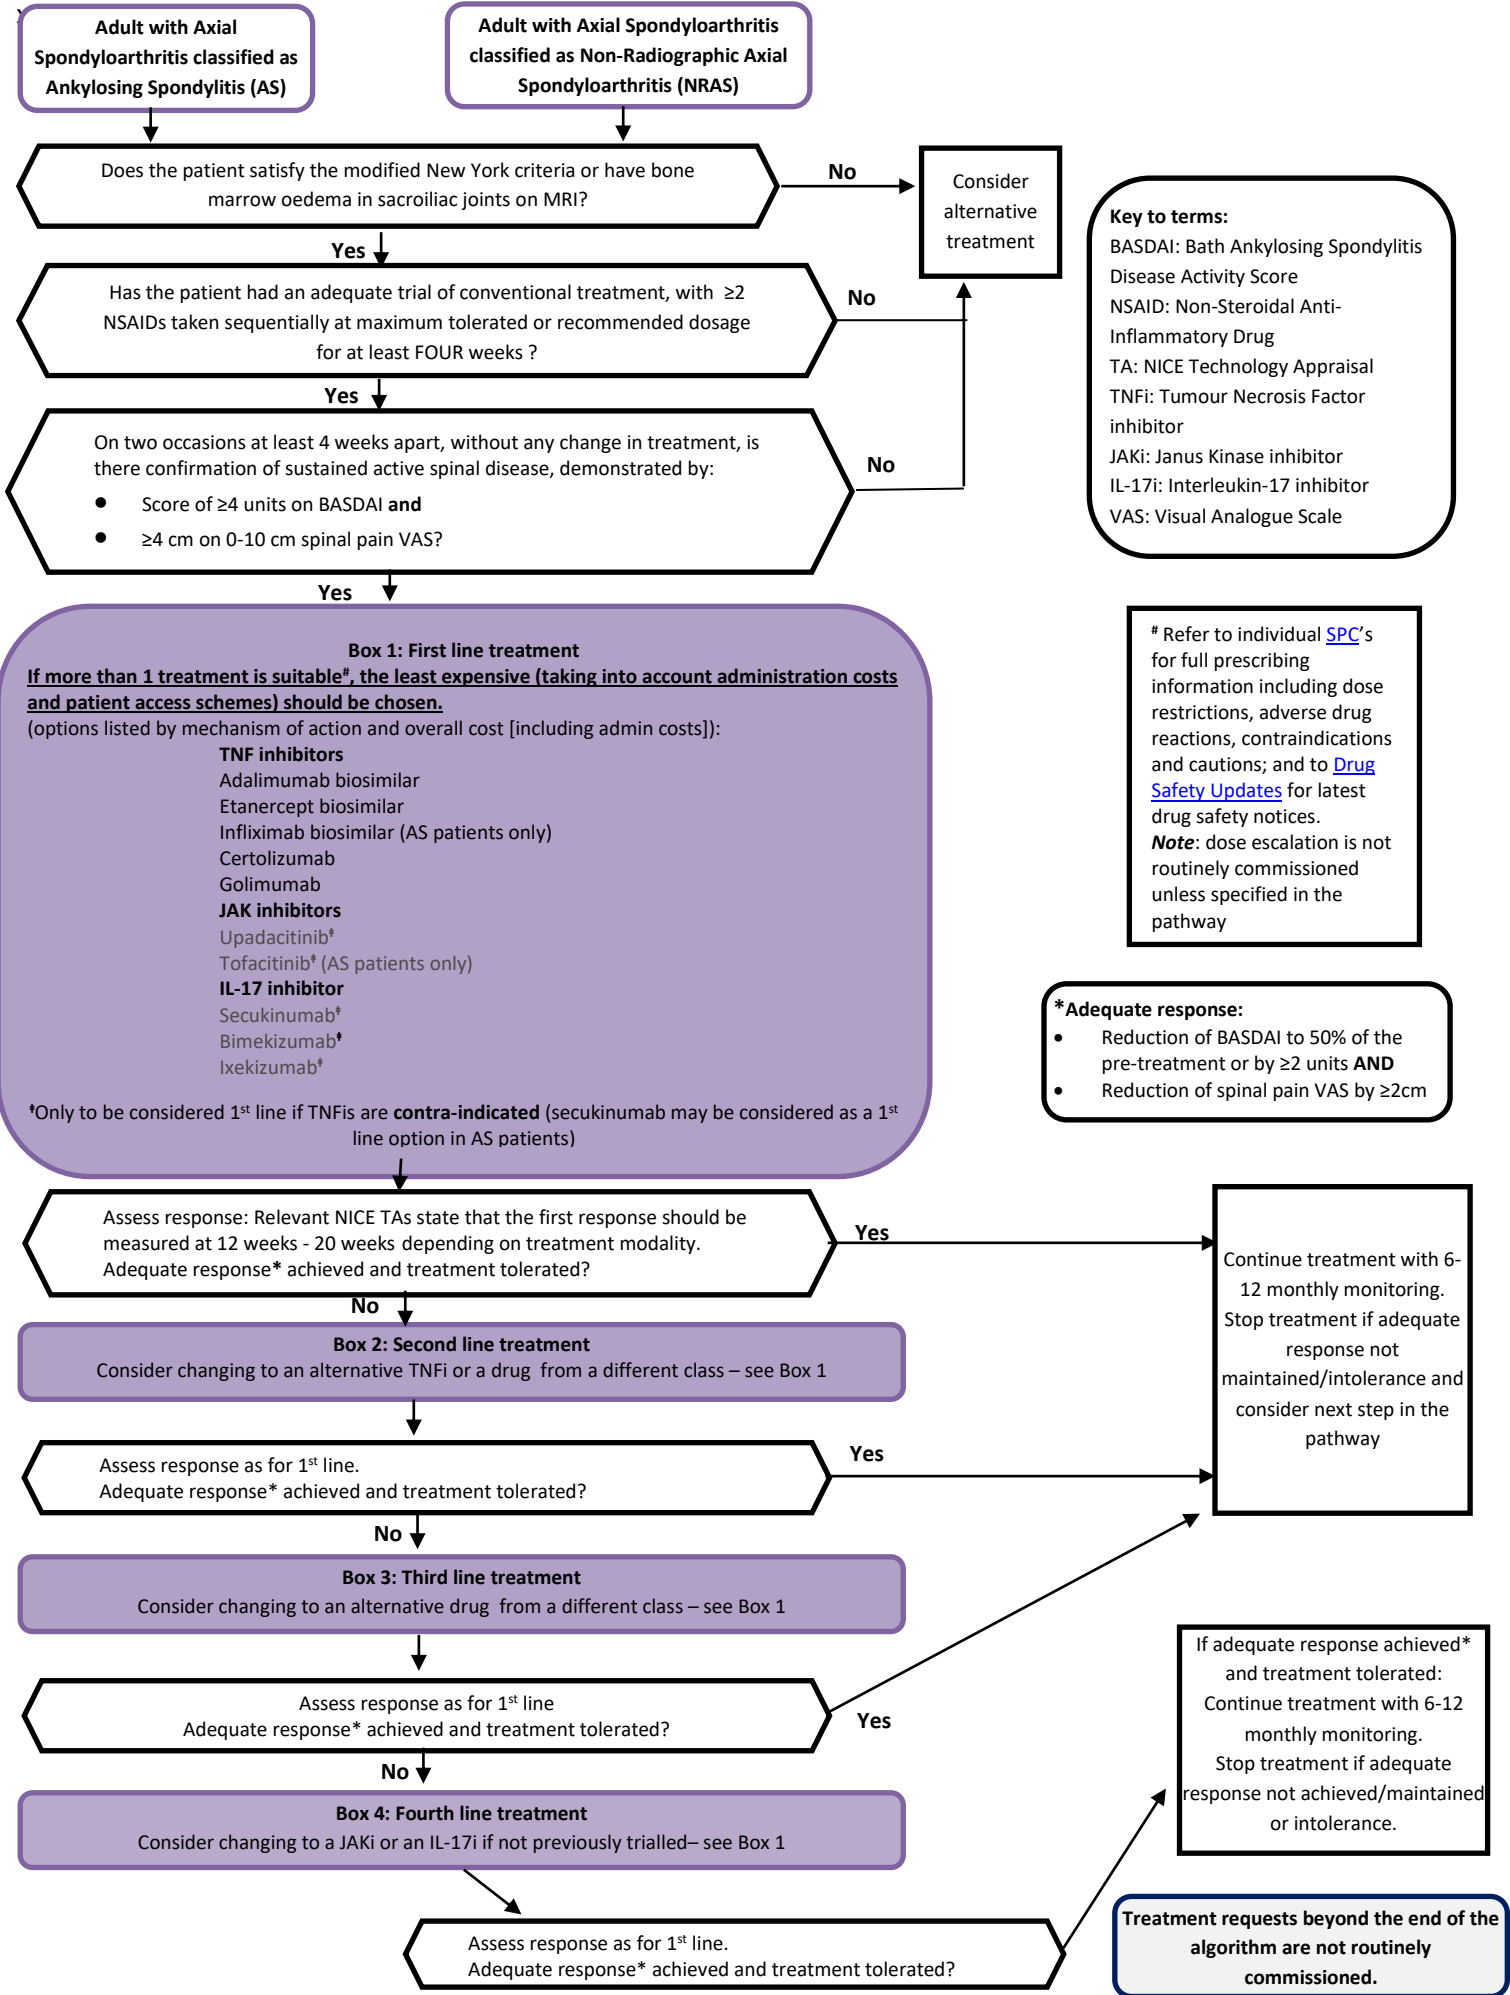 Adult with Axial
Spondyloarthritis classified as
Ankylosing Spondylitis (AS)
Adult with Axial Spondyloarthritis
classified as Non-Radiographic Axial
Spondyloarthritis (NRAS)
Does the patient satisfy the modified New York criteria or have bone
marrow oedema in sacroiliac joints on MRI?
No
Consider
alternative
treatment
Yes
Has the patient had an adequate trial of conventional treatment, with ≥2
NSAIDs taken sequentially at maximum tolerated or recommended dosage
for at least FOUR weeks ?
No
Yes
On two occasions at least 4 weeks apart, without any change in treatment, is
there confirmation of sustained active spinal disease, demonstrated by:
● Score of ≥4 units on BASDAI and
● ≥4 cm on 0-10 cm spinal pain VAS?
No
Yes
Key to terms:
BASDAI: Bath Ankylosing Spondylitis
Disease Activity Score
NSAID: Non-Steroidal Anti-
Inflammatory Drug
TA: NICE Technology Appraisal
TNFi: Tumour Necrosis Factor
inhibitor
JAKi: Janus Kinase inhibitor
IL-17i: Interleukin-17 inhibitor
VAS: Visual Analogue Scale
Box 1: First line treatment
If more than 1 treatment is suitable#, the least expensive (taking into account administration costs
and patient access schemes) should be chosen.
(options listed by mechanism of action and overall cost [including admin costs]):
TNF inhibitors
Adalimumab biosimilar
Etanercept biosimilar
Infliximab biosimilar (AS patients only)
Certolizumab
Golimumab
JAK inhibitors
Upadacitinib‡
Tofacitinib‡ (AS patients only)
IL-17 inhibitor
Secukinumab‡
Bimekizumab‡
Ixekizumab‡
‡Only to be considered 1st line if TNFis are contra-indicated (secukinumab may be considered as a 1st
line option in AS patients)
# Refer to individual SPC's
for full prescribing
information including dose
restrictions, adverse drug
reactions, contraindications
and cautions; and to Drug
Safety Updates for latest
drug safety notices.
Note: dose escalation is not
routinely commissioned
unless specified in the
pathway
*Adequate response:
• Reduction of BASDAI to 50% of the
pre-treatment or by ≥2 units AND
• Reduction of spinal pain VAS by ≥2cm
Assess response: Relevant NICE TAs state that the first response should be
measured at 12 weeks - 20 weeks depending on treatment modality.
Adequate response* achieved and treatment tolerated?
Yes
No
Continue treatment with 6-
12 monthly monitoring.
Stop treatment if adequate
response not
maintained/intolerance and
consider next step in the
pathway
Box 2: Second line treatment
Consider changing to an alternative TNFi or a drug from a different class – see Box 1
Assess response as for 1st line.
Adequate response* achieved and treatment tolerated?
Yes
No
Box 3: Third line treatment
Consider changing to an alternative drug from a different class – see Box 1
Assess response as for 1st line
Adequate response* achieved and treatment tolerated?
Yes
No
Box 4: Fourth line treatment
Consider changing to a JAKi or an IL-17i if not previously trialled– see Box 1
If adequate response achieved*
and treatment tolerated:
Continue treatment with 6-12
monthly monitoring.
Stop treatment if adequate
response not achieved/maintained
or intolerance.
Assess response as for 1st line.
Adequate response* achieved and treatment tolerated?
Treatment requests beyond the end of the
algorithm are not routinely
commissioned.